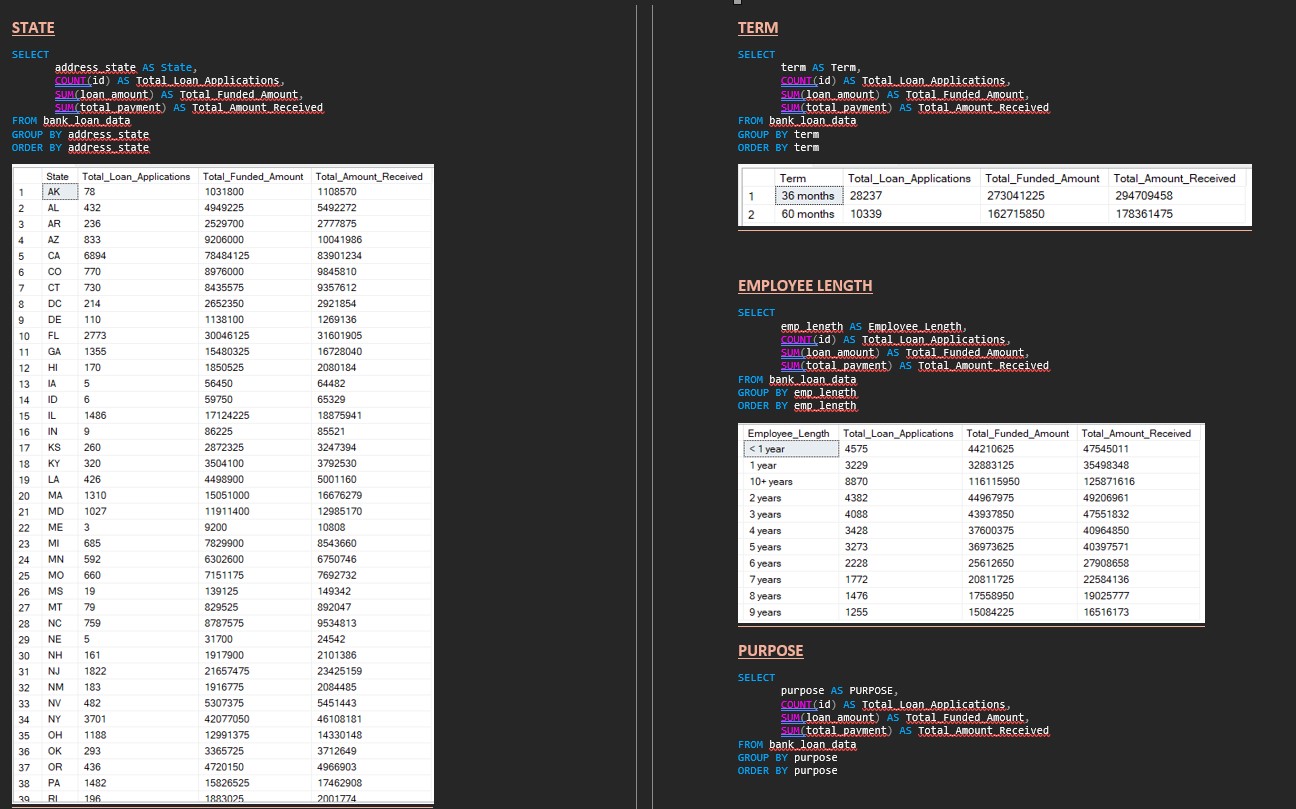 STATE
SELECT
address_state AS State,
COUNT(id) AS Total_Loan_Applications,
SUM(loan_amount) AS Total_Funded_Amount,
SUM(total_payment) AS Total_Amount_Received
FROM bank_loan_data
GROUP BY address_state
ORDER BY address_state
State Total_Loan_Applications Total_Funded_Amount Total_Amount_Received
1 AK 78 1031800 1108570
2 AL 432 4949225 5492272
3 AR 236 2529700 2777875
4 AZ 833 9206000 10041986
5 CA 6894 78484125 83901234
6 CO 770 8976000 9845810
7 CT 730 8435575 9357612
8 DC 214 2652350 2921854
9 DE 110 1138100 1269136
10 FL 2773 30046125 31601905
11 GA 1355 15480325 16728040
12 HI 170 1850525 2080184
13 IA 5 56450 64482
14 ID 6 59750 65329
15 IL 1486 17124225 18875941
16 IN 9 86225 85521
17 KS 260 2872325 3247394
18 KY 320 3504100 3792530
19 LA 426 4498900 5001160
20 MA 1310 15051000 16676279
21 MD 1027 11911400 12985170
22 ME 3 9200 10808
23 MI 685 7829900 8543660
24 MN 592 6302600 6750746
25 MO 660 7151175 7692732
26 MS 19 139125 149342
27 MT 79 829525 892047
28 NC 759 8787575 9534813
29 NE 5 31700 24542
30 NH 161 1917900 2101386
31 NJ 1822 21657475 23425159
32 NM 183 1916775 2084485
33 NV 482 5307375 5451443
34 NY 3701 42077050 46108181
35 OH 1188 12991375 14330148
36 OK 293 3365725 3712649
37 OR 436 4720150 4966903
38 PA 1482 15826525 17462908
39 RI 196 1883025 2001774
TERM
SELECT
term AS Term,
COUNT(id) AS Total_Loan_Applications,
SUM(loan_amount) AS Total_Funded_Amount,
SUM(total_payment) AS Total_Amount_Received
FROM bank_loan_data
GROUP BY term
ORDER BY term
Term Total_Loan_Applications Total_Funded_Amount Total_Amount_Received
1 36 months 28237 273041225 294709458
2 60 months 10339 162715850 178361475
EMPLOYEE LENGTH
SELECT
emp_length AS Employee_Length,
COUNT(id) AS Total_Loan_Applications,
SUM(loan_amount) AS Total_Funded_Amount,
SUM(total_payment) AS Total_Amount_Received
FROM bank_loan_data
GROUP BY emp_length
ORDER BY emp_length
Employee_Length Total_Loan_Applications Total_Funded_Amount Total_Amount_Received
< 1 year 4575 44210625 47545011
1 year 3229 32883125 35498348
10+ years 8870 116115950 125871616
2 years 4382 44967975 49206961
3 years 4088 43937850 47551832
4 years 3428 37600375 40964850
5 years 3273 36973625 40397571
6 years 2228 25612650 27908658
7 years 1772 20811725 22584136
8 years 1476 17558950 19025777
9 years 1255 15084225 16516173
PURPOSE
SELECT
purpose AS PURPOSE,
COUNT(id) AS Total_Loan_Applications,
SUM(loan_amount) AS Total_Funded_Amount,
SUM(total_payment) AS Total_Amount_Received
FROM bank_loan_data
GROUP BY purpose
ORDER BY purpose